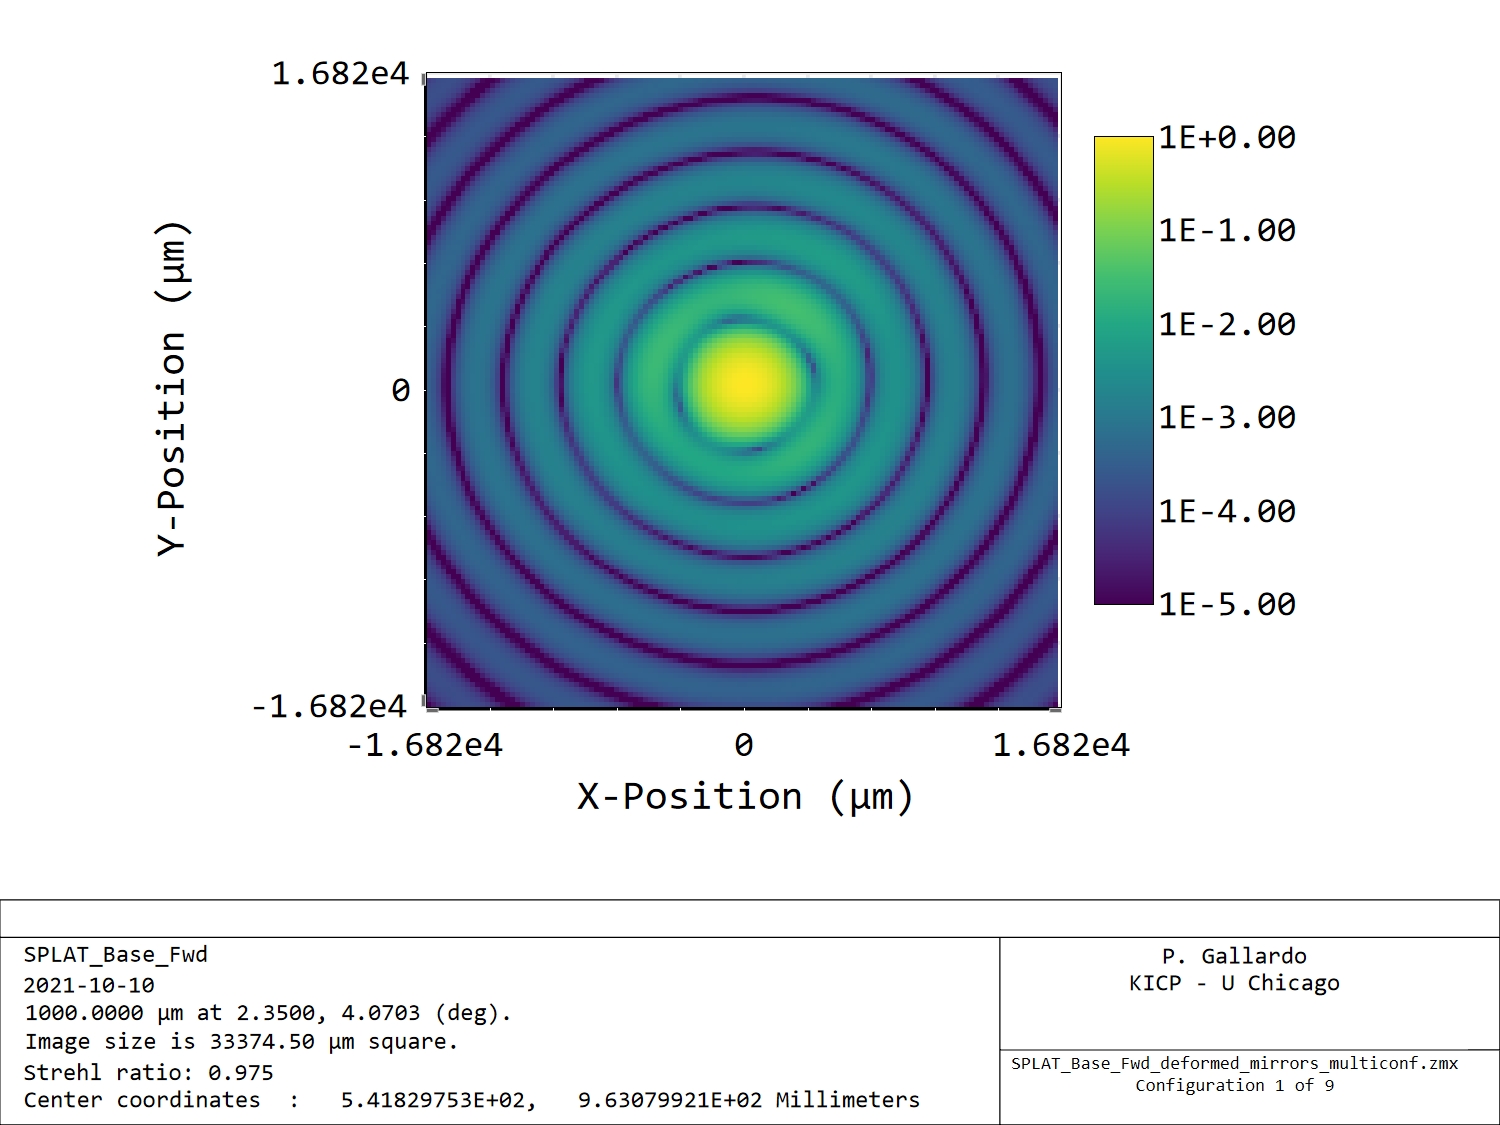 1.682e4
0
-1.682e4
Y-Position (µm)
-1.682e4 0 1.682e4
X-Position (µm)
1E+0.00
1E-1.00
1E-2.00
1E-3.00
1E-4.00
1E-5.00
SPLAT_Base_Fwd
2021-10-10
1000.0000 µm at 2.3500, 4.0703 (deg).
Image size is 33374.50 µm square.
Strehl ratio: 0.975
Center coordinates : 5.41829753E+02, 9.63079921E+02 Millimeters
P. Gallardo
KICP - U Chicago
SPLAT_Base_Fwd_deformed_mirrors_multiconf.zmx
Configuration 1 of 9